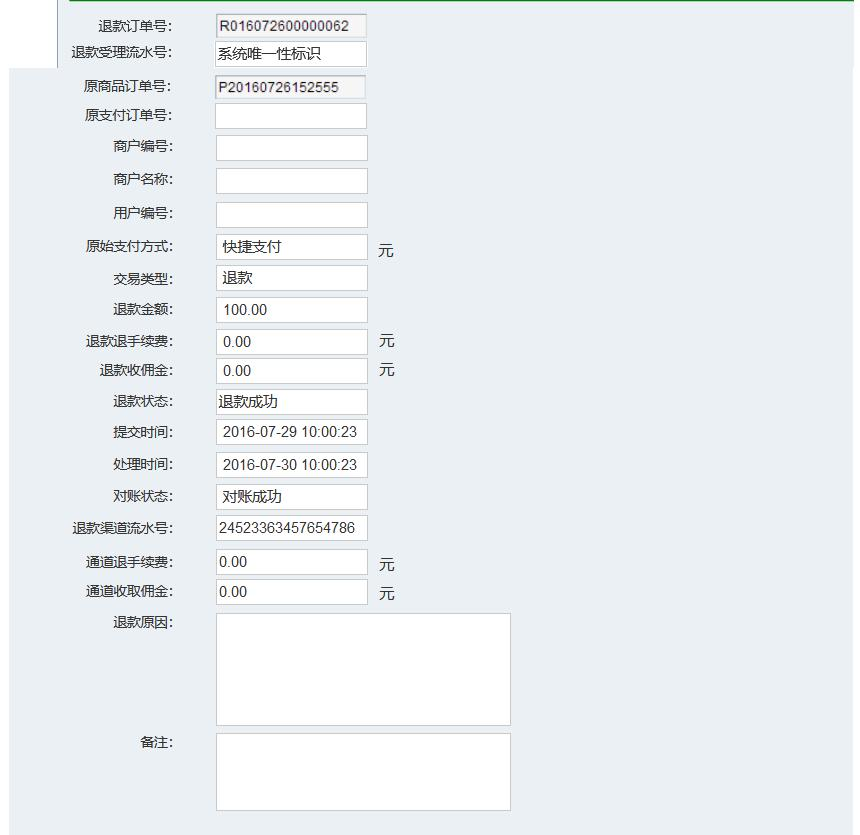 退款订单号： R016072600000062
退款受理流水号： 系统唯一性标识
原商品订单号： P20160726152555
原支付订单号：
商户编号：
商户名称：
用户编号：
原始支付方式： 快捷支付 元
交易类型： 退款
退款金额： 100.00
退款退手续费： 0.00 元
退款收佣金： 0.00 元
退款状态： 退款成功
提交时间： 2016-07-29 10:00:23
处理时间： 2016-07-30 10:00:23
对账状态： 对账成功
退款渠道流水号： 24523363457654786
通道退手续费： 0.00 元
通道收取佣金： 0.00 元
退款原因：
备注：